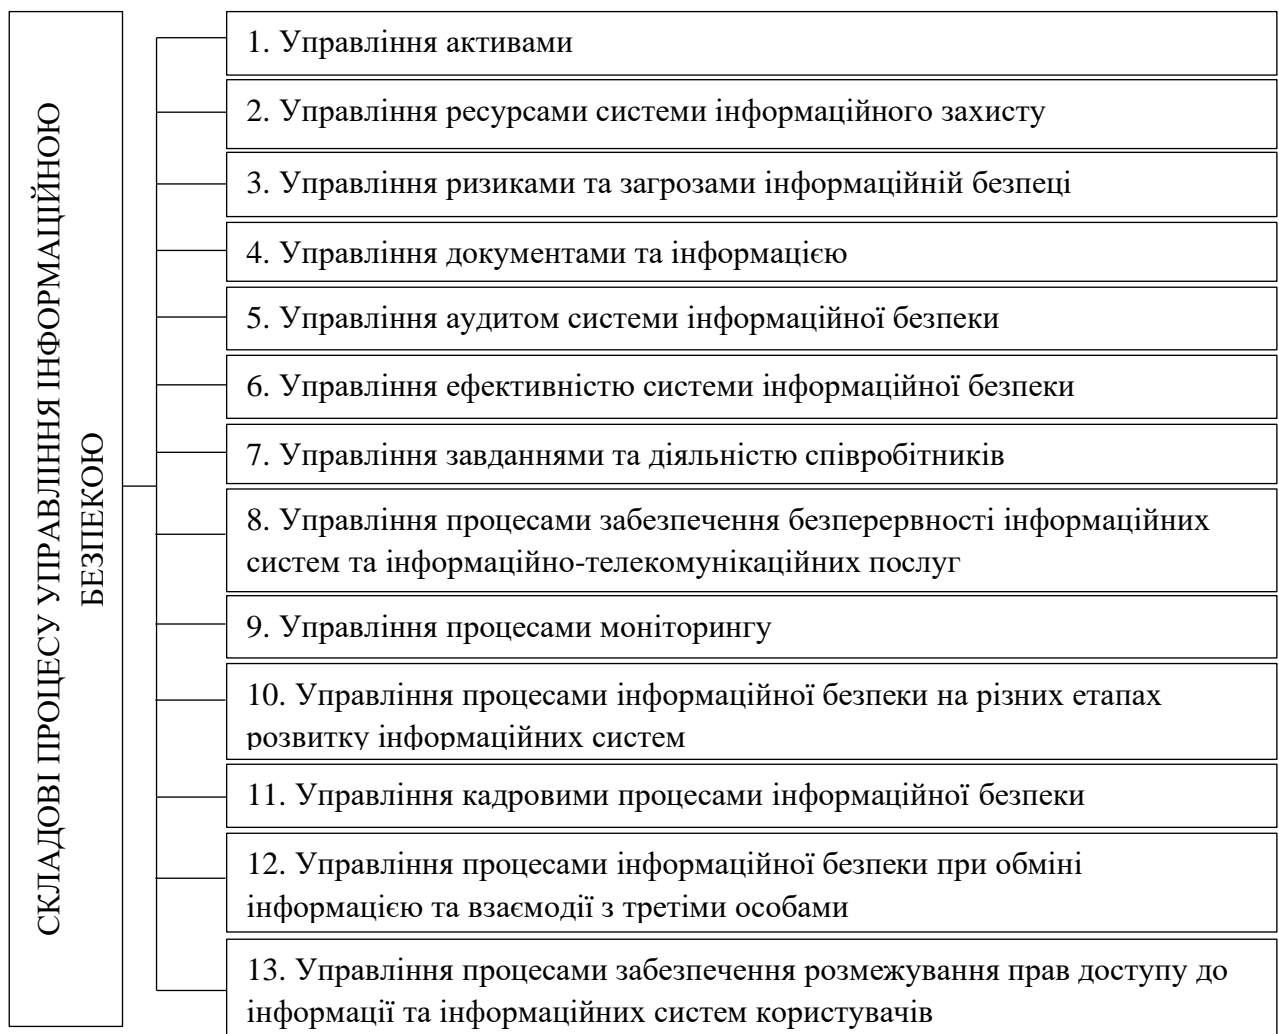 СКЛАДОВІ ПРОЦЕСУ УПРАВЛІННЯ ІНФОРМАЦІЙНОЮ
БЕЗПЕКОЮ
1. Управління активами
2. Управління ресурсами системи інформаційного захисту
3. Управління ризиками та загрозами інформаційній безпеці
4. Управління документами та інформацією
5. Управління аудитом системи інформаційної безпеки
6. Управління ефективністю системи інформаційної безпеки
7. Управління завданнями та діяльністю співробітників
8. Управління процесами забезпечення безперервності інформаційних
систем та інформаційно-телекомунікаційних послуг
9. Управління процесами моніторингу
10. Управління процесами інформаційної безпеки на різних етапах
розвитку інформаційних систем
11. Управління кадровими процесами інформаційної безпеки
12. Управління процесами інформаційної безпеки при обміні
інформацією та взаємодії з третіми особами
13. Управління процесами забезпечення розмежування прав доступу до
інформації та інформаційних систем користувачів